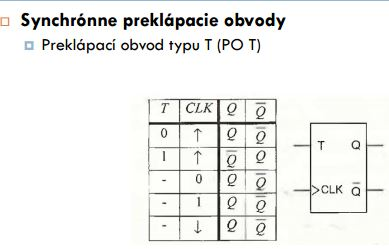 Synchrónne preklápacie obvody
Preklápací obvod typu T (PO T)
T CLK Q Q̅
0 ↑ Q Q̅
1 ↑ Q̅ Q
- 0 Q Q̅
- 1 Q Q̅
- ↓ Q Q̅
T Q
>CLK Q̅